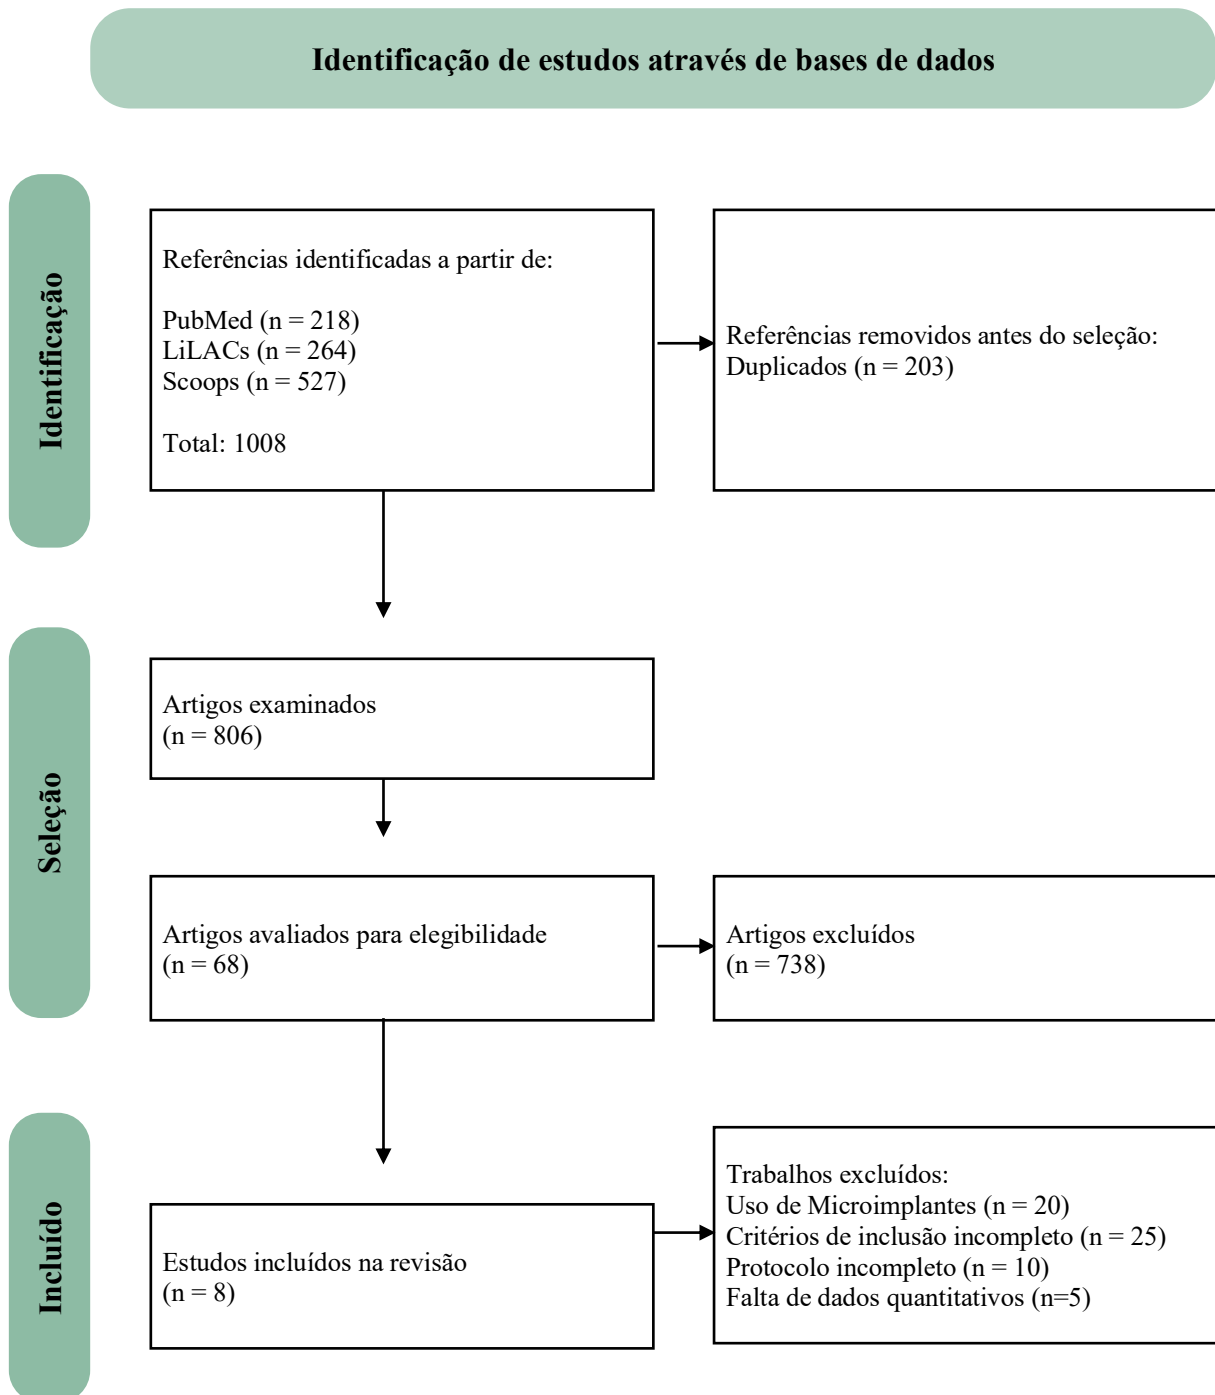 Identificação de estudos através de bases de dados
Identificação
Referências identificadas a partir de:
PubMed (n = 218)
LiLACs (n = 264)
Scoops (n = 527)
Total: 1008
Referências removidos antes do seleção:
Duplicados (n = 203)
Seleção
Artigos examinados
(n = 806)
Artigos avaliados para elegibilidade
(n = 68)
Artigos excluídos
(n = 738)
Incluído
Estudos incluídos na revisão
(n = 8)
Trabalhos excluídos:
Uso de Microimplantes (n = 20)
Critérios de inclusão incompleto (n = 25)
Protocolo incompleto (n = 10)
Falta de dados quantitativos (n=5)